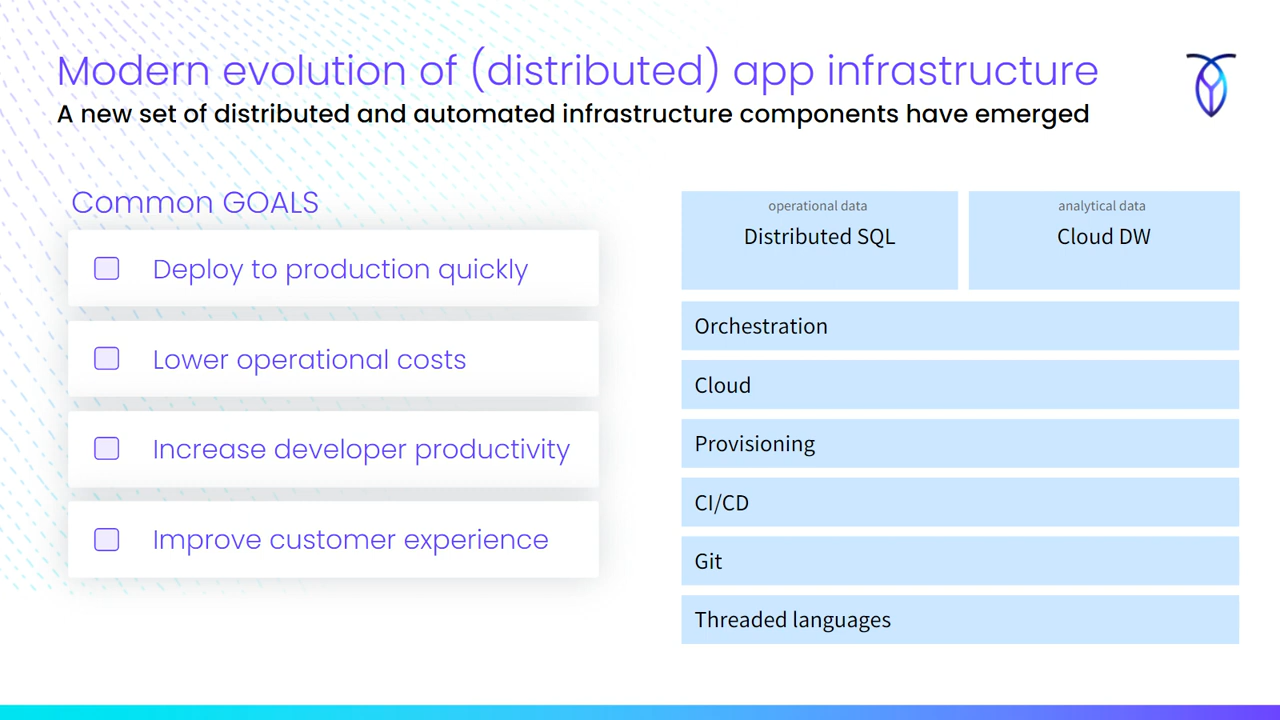 Modern evolution of (distributed) app infrastructure
A new set of distributed and automated infrastructure components have emerged
Common GOALS
Deploy to production quickly
Lower operational costs
Increase developer productivity
Improve customer experience
operational data
Distributed SQL
analytical data
Cloud DW
Orchestration
Cloud
Provisioning
CI/CD
Git
Threaded languages